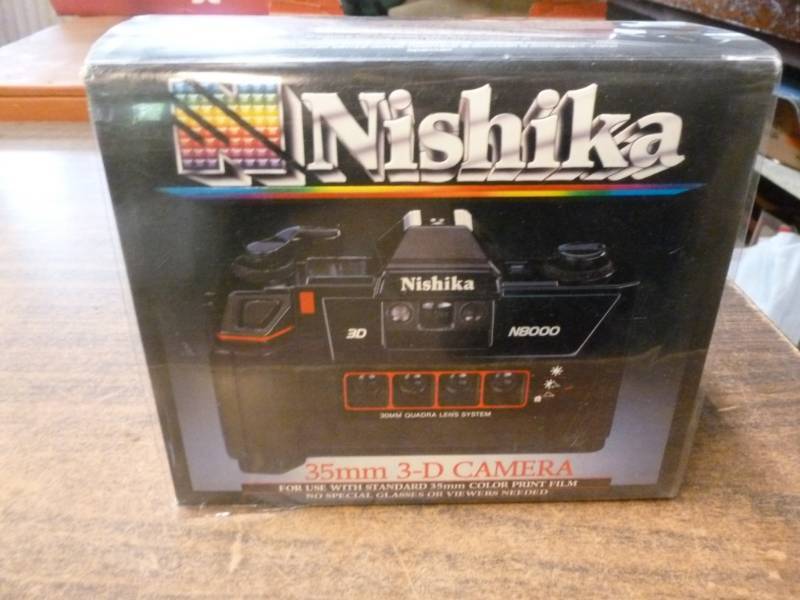 Nishika
Nishika
3D N8000
30MM QUADRA LENS SYSTEM
35mm 3-D CAMERA
FOR USE WITH STANDARD 35mm COLOR PRINT FILM
NO SPECIAL GLASSES OR VIEWERS NEEDED